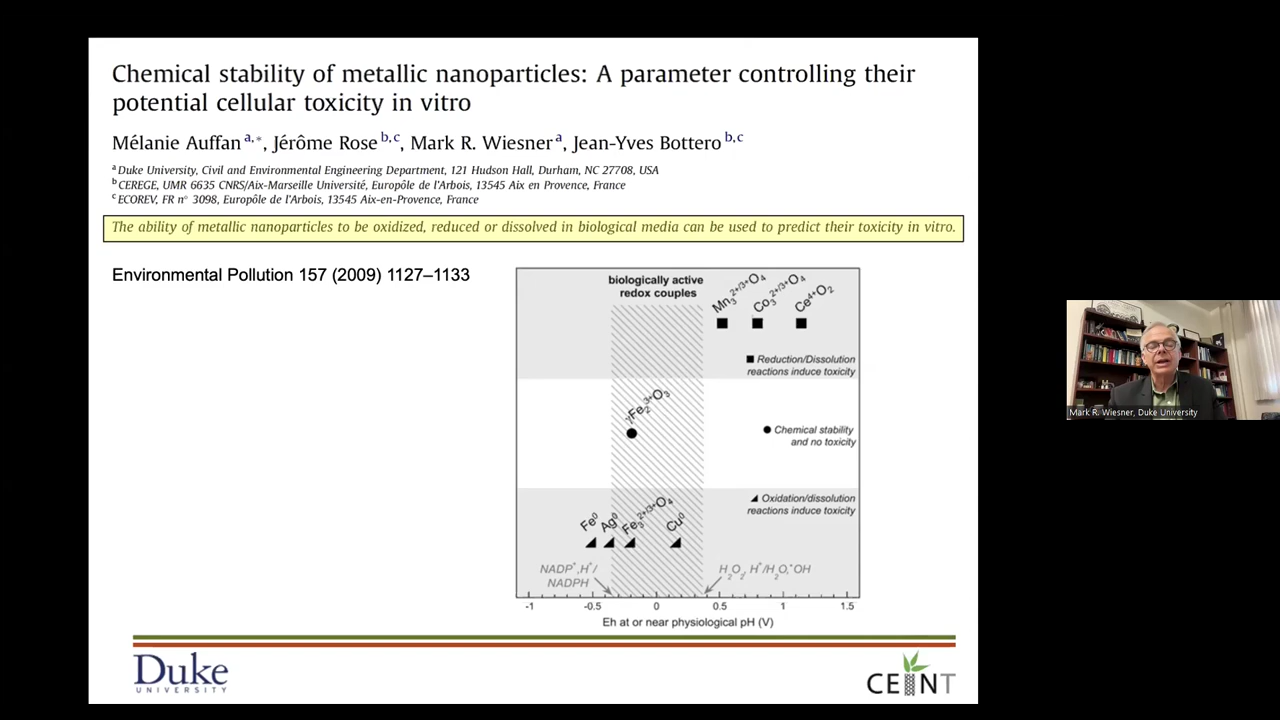 Chemical stability of metallic nanoparticles: A parameter controlling their
potential cellular toxicity in vitro
Mélanie Auffan a,*, Jérôme Rose b,c, Mark R. Wiesner a, Jean-Yves Bottero b,c
a Duke University, Civil and Environmental Engineering Department, 121 Hudson Hall, Durham, NC 27708, USA
b CEREGE, UMR 6635 CNRS/Aix-Marseille Université, Europôle de l'Arbois, 13545 Aix en Provence, France
c ECOREV, FR n° 3098, Europôle de l'Arbois, 13545 Aix-en-Provence, France
The ability of metallic nanoparticles to be oxidized, reduced or dissolved in biological media can be used to predict their toxicity in vitro.
Environmental Pollution 157 (2009) 1127–1133
biologically active
redox couples
Mn3 2+/3+O4
Co3 2+/3+O4
Ce4+O2
Reduction/Dissolution
reactions induce toxicity
γFe2 3+O3
Chemical stability
and no toxicity
Oxidation/dissolution
reactions induce toxicity
Fe0
Ag0
Fe3 2+/3+O4
Cu0
NADP+,H+/
NADPH
H2O2, H+/H2O,·OH
-1 -0.5 0 0.5 1 1.5
Eh at or near physiological pH (V)
Duke
UNIVERSITY
CEINT
Mark R. Wiesner, Duke University